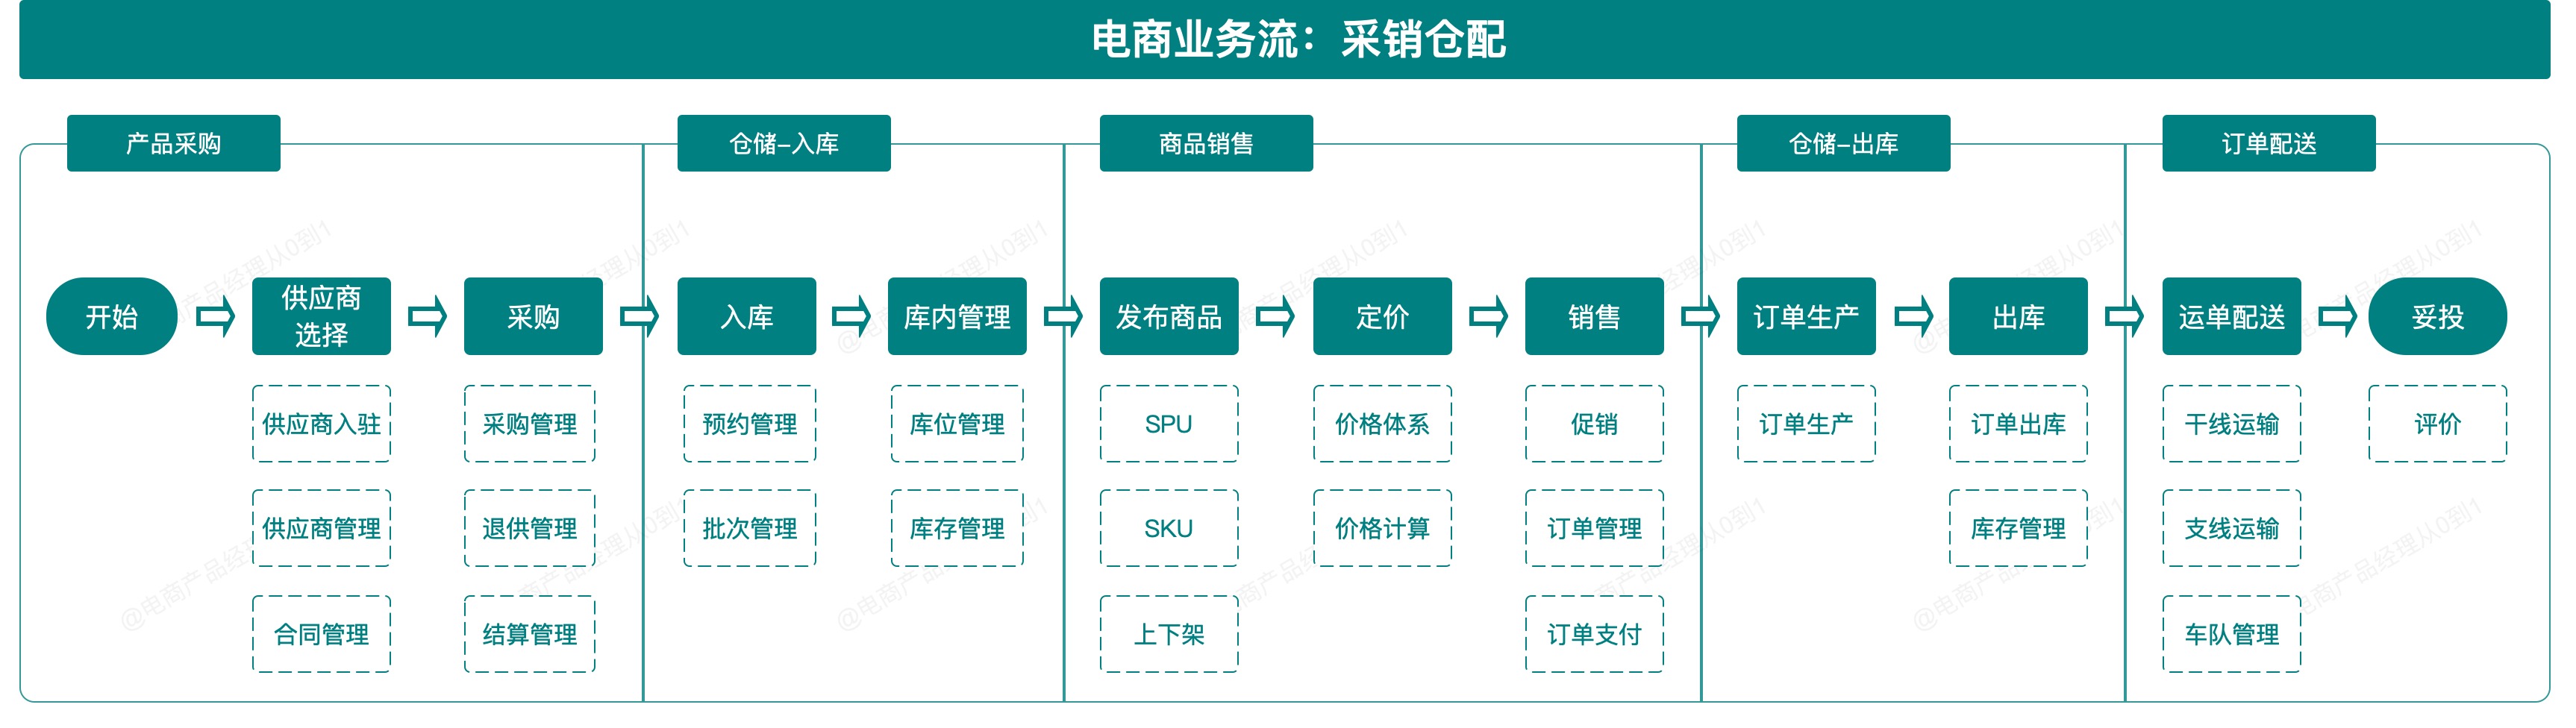 电商业务流：采销仓配
产品采购
仓储-入库
商品销售
仓储-出库
订单配送
开始
供应商
选择
采购
入库
库内管理
发布商品
定价
销售
订单生产
出库
运单配送
妥投
供应商入驻
采购管理
预约管理
库位管理
SPU
价格体系
促销
订单生产
订单出库
干线运输
评价
供应商管理
退供管理
批次管理
库存管理
SKU
价格计算
订单管理
库存管理
支线运输
合同管理
结算管理
上下架
订单支付
车队管理
@电商产品经理从0到1